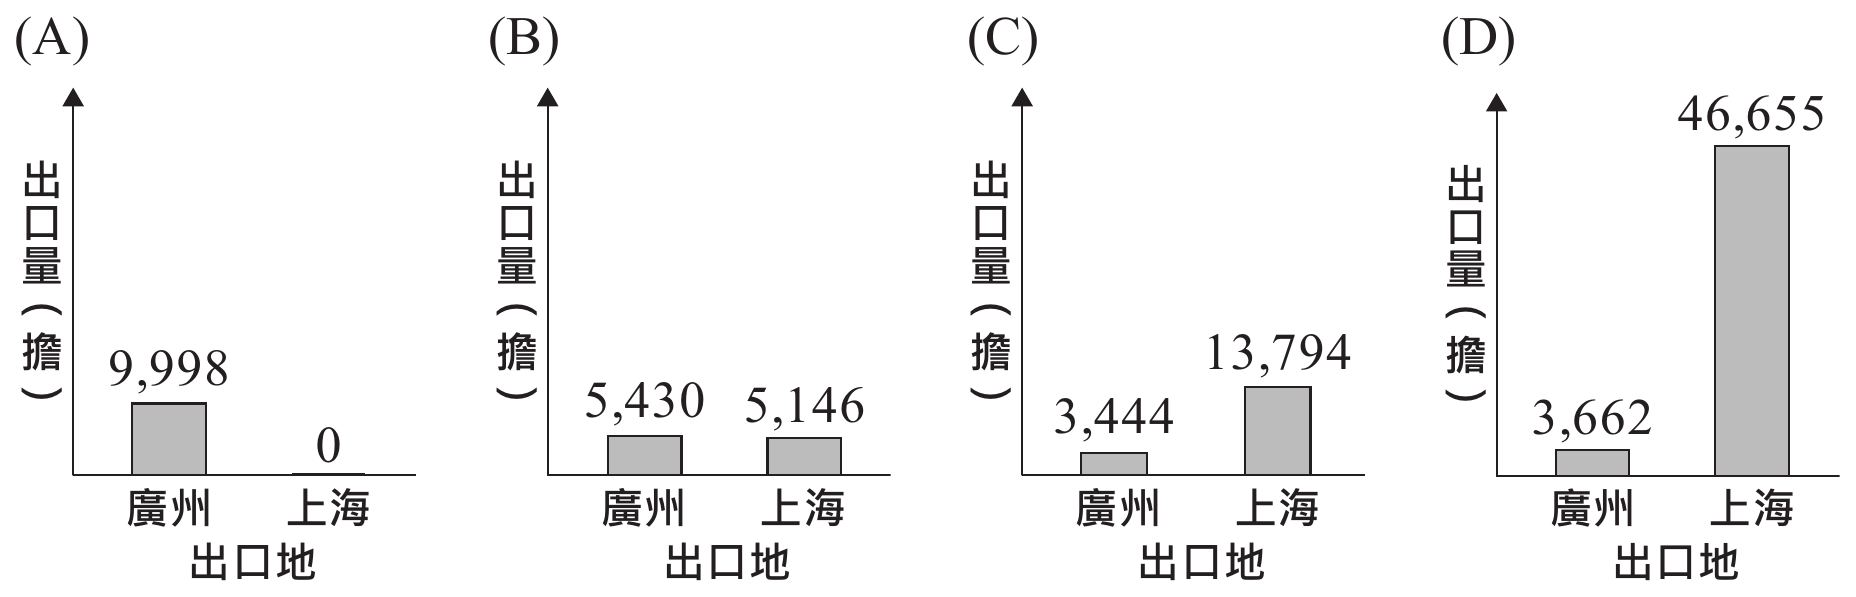 (A)
出口量(擔)
9,998
0
廣州
上海
出口地
(B)
出口量(擔)
5,430
5,146
廣州
上海
出口地
(C)
出口量(擔)
3,444
13,794
廣州
上海
出口地
(D)
出口量(擔)
3,662
46,655
廣州
上海
出口地